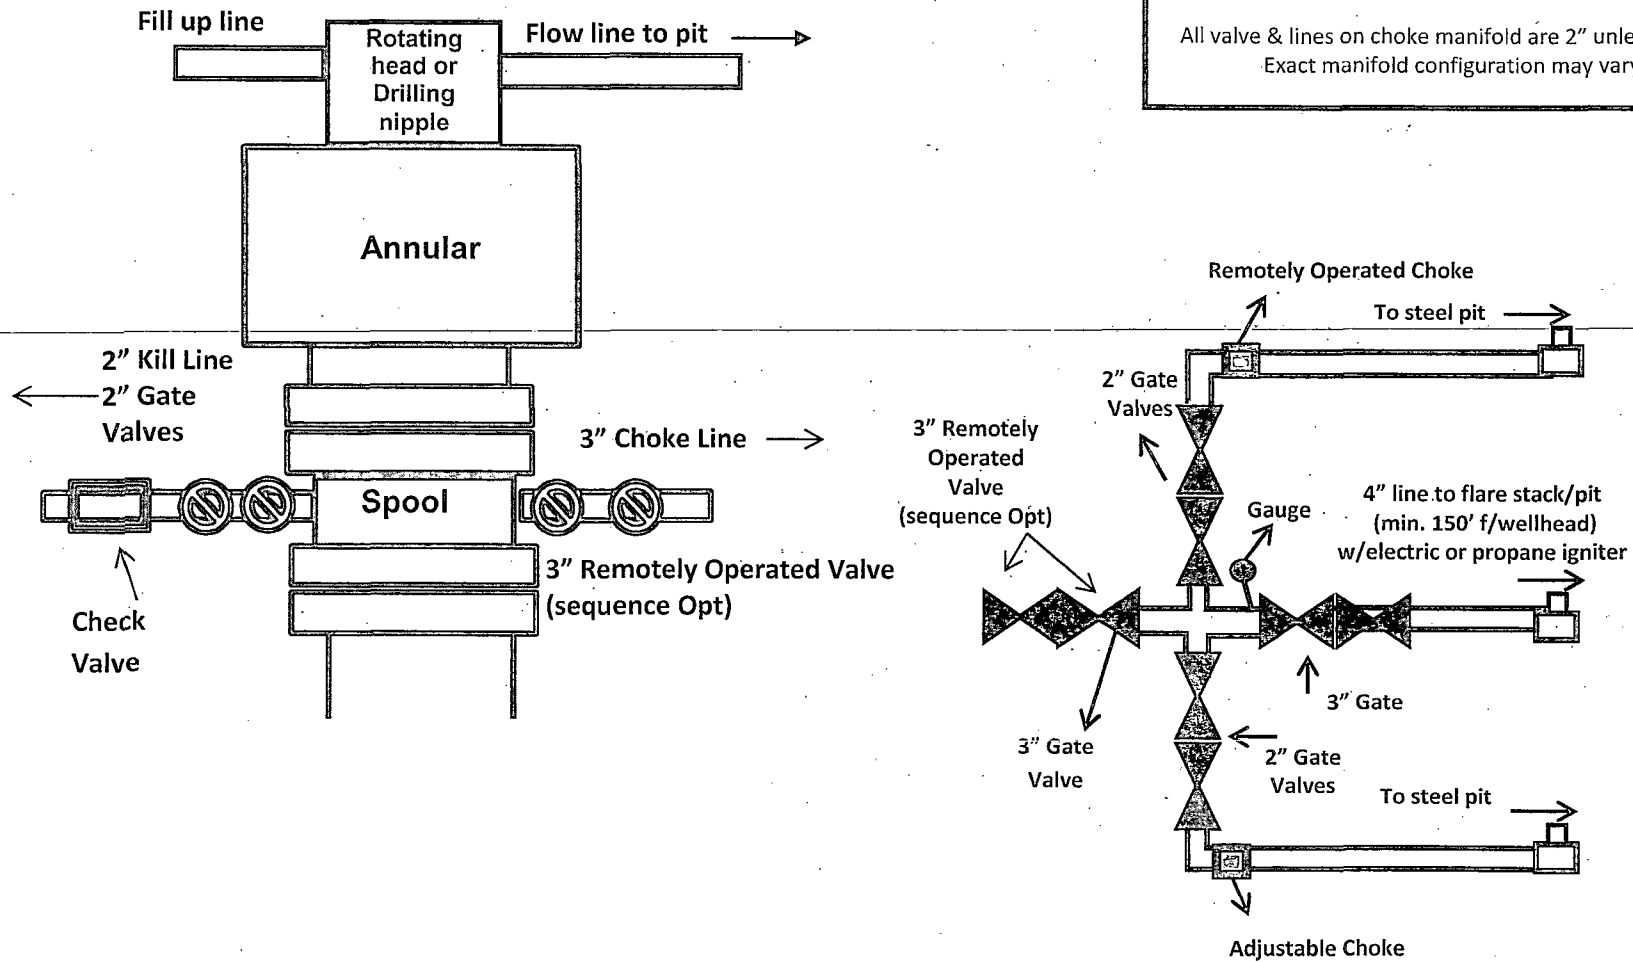 Fill up line
Rotating
head or
Drilling
nipple
Flow line to pit
All valve & lines on choke manifold are 2"
Exact manifold configuration may vary
Annular
2" Kill Line
2" Gate
Valves
3" Choke Line
Spool
3" Remotely Operated Valve
(sequence Opt)
Check
Valve
Remotely Operated Choke
To steel pit
2" Gate
Valves
3" Remotely
Operated
Valve
(sequence Opt)
Gauge
4" line to flare stack/pit
(min. 150' f/wellhead)
w/electric or propane igniter
3" Gate
3" Gate
Valve
2" Gate
Valves
To steel pit
Adjustable Choke